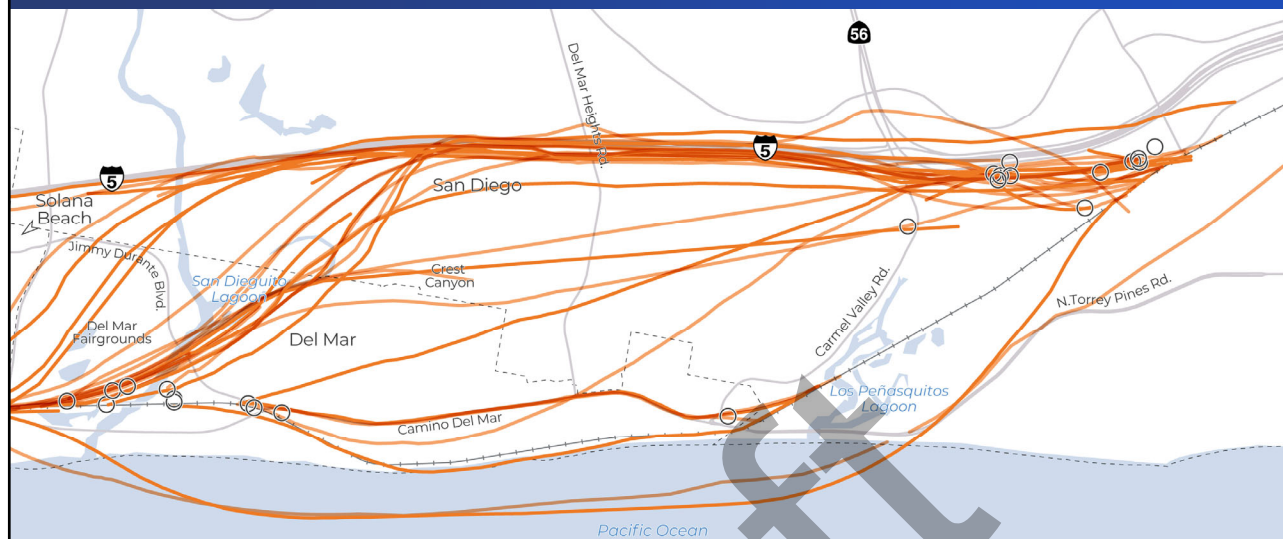 56
Del Mar Heights Rd.
5
5
San Diego
Solana
Beach
Jimmy Durante Blvd.
San Dieguito
Lagoon
Crest
Canyon
Del Mar
Fairgrounds
Del Mar
Carmel Valley Rd.
N.Torrey Pines Rd.
Los Peñasquitos
Lagoon
Camino Del Mar
Pacific Ocean
ft